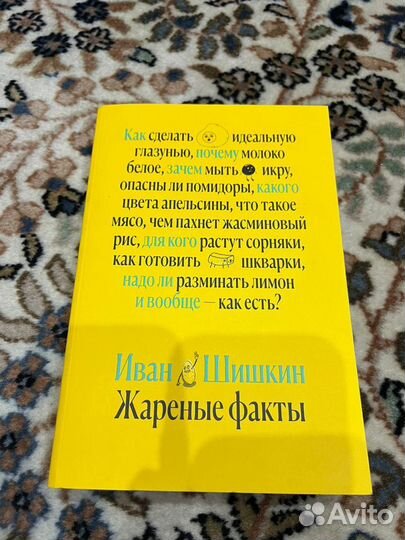 Как сделать идеальную
глазунью, почему молоко
белое, зачем мыть икру,
опасны ли помидоры, какого
цвета апельсины, что такое
мясо, чем пахнет жасминовый
рис, для кого растут сорняки,
как готовить шкварки,
надо ли разминать лимон
и вообще — как есть?
Иван Шишкин
Жареные факты
Avito